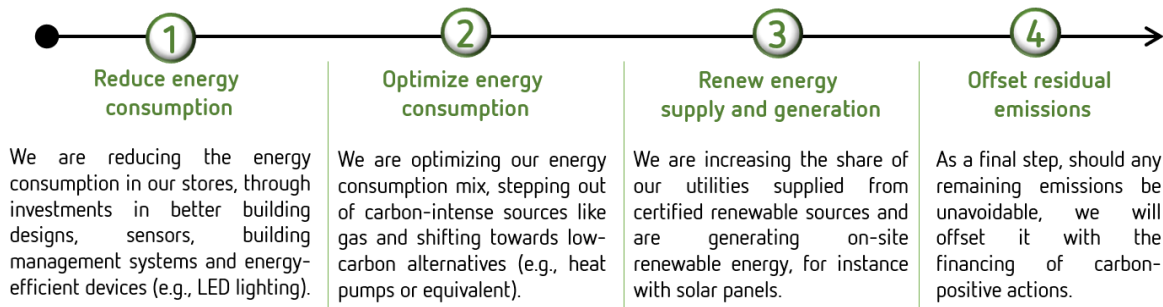 1
Reduce energy
consumption
We are reducing the energy
consumption in our stores, through
investments in better building
designs, sensors, building
management systems and energy-
efficient devices (e.g., LED lighting).
2
Optimize energy
consumption
We are optimizing our energy
consumption mix, stepping out
of carbon-intense sources like
gas and shifting towards low-
carbon alternatives (e.g., heat
pumps or equivalent).
3
Renew energy
supply and generation
We are increasing the share of
our utilities supplied from
certified renewable sources and
are generating on-site
renewable energy, for instance
with solar panels.
4
Offset residual
emissions
As a final step, should any
remaining emissions be
unavoidable, we will
offset it with the
financing of carbon-
positive actions.